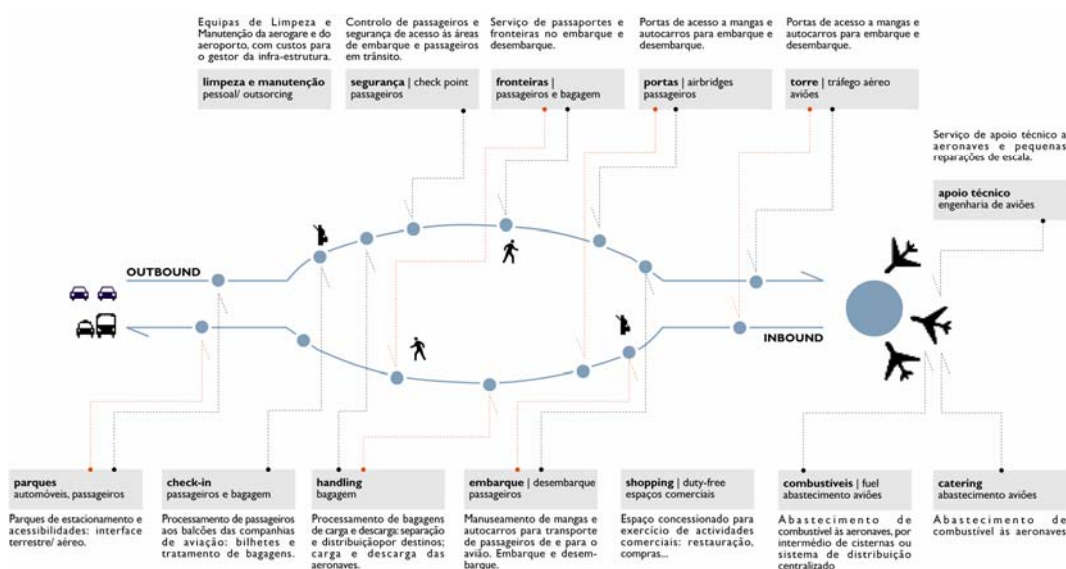 Equipas de Limpeza e
Manutenção da aerogare e do
aeroporto, com custos para
o gestor da infra-estrutura.
limpeza e manutenção
pessoal/ outsorcing
Controlo de passageiros e
segurança de acesso às áreas
de embarque e passageiros
em trânsito.
segurança | check point
passageiros
Serviço de passaportes e
fronteiras no embarque e
desembarque.
fronteiras |
passageiros e bagagem
Portas de acesso a mangas e
autocarros para embarque e
desembarque.
portas | airbridges
passageiros
Portas de acesso a mangas e
autocarros para embarque e
desembarque.
torre | tráfego aéreo
aviões
Serviço de apoio técnico a
aeronaves e pequenas
reparações de escala.
apoio técnico
engenharia de aviões
OUTBOUND
INBOUND
parques
automóveis, passageiros
Parques de estacionamento e
acessibilidades: interface
terrestre/ aéreo.
check-in
passageiros e bagagem
Processamento de passageiros
aos balcões das companhias
de aviação: bilhetes e
tratamento de bagagens.
handling
bagagem
Processamento de bagagens
de carga e descarga: separação
e distribuiçãopor destinos;
carga e descarga das
aeronaves.
embarque | desembarque
passageiros
Manuseamento de mangas e
autocarros para transporte
de passageiros de e para o
avião. Embarque e desem-
barque.
shopping | duty-free
espaços comerciais
Espaço concessionado para
exercício de actividades
comerciais: restauração,
compras...
combustíveis | fuel
abastecimento aviões
Abastecimento de
combustível às aeronaves, por
intermédio de cisternas ou
sistema de distribuição
centralizado
catering
abastecimento aviões
Abastecimento de
combustível às aeronaves